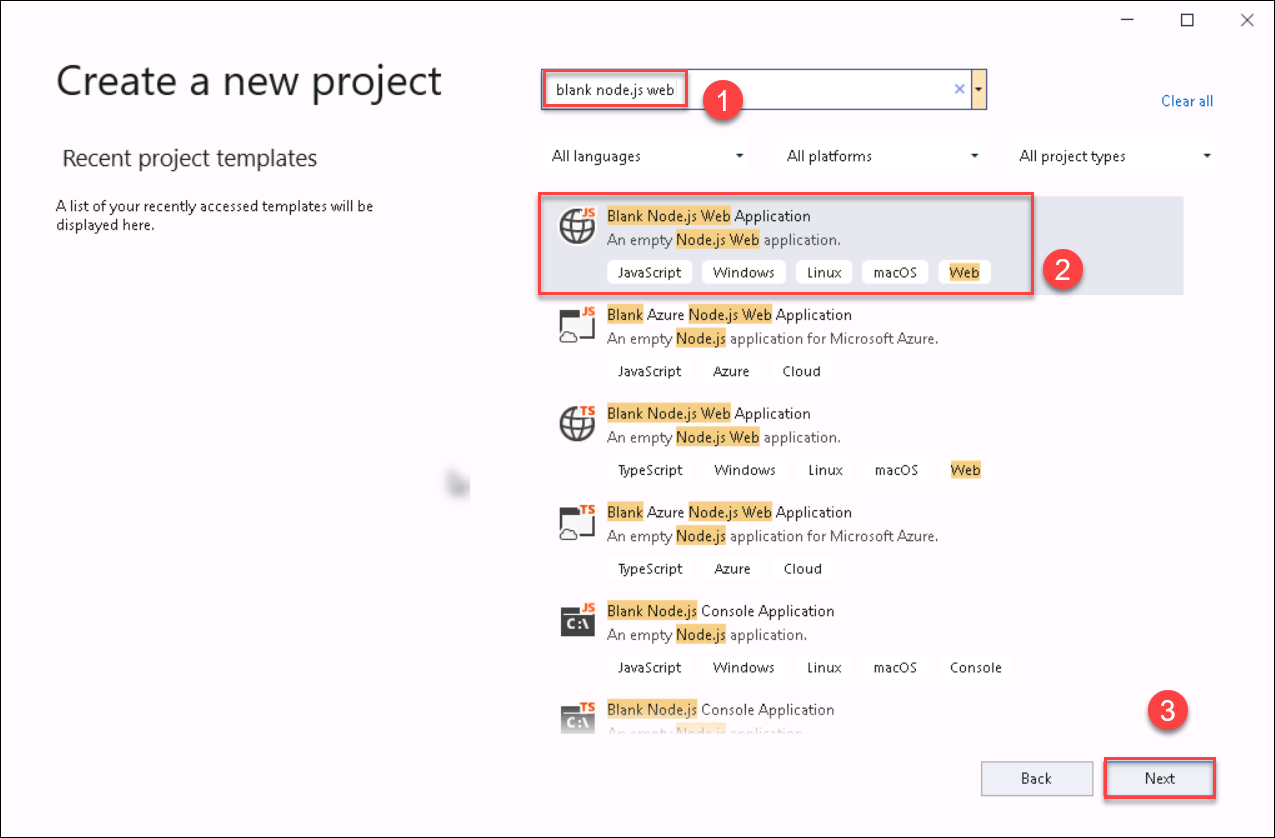 Create a new project
blank node.js web
1
Clear all
Recent project templates
All languages
All platforms
All project types
A list of your recently accessed templates will be
displayed here.
JS
Blank Node.js Web Application
An empty Node.js Web application.
JavaScript Windows Linux macOS Web
2
JS
Blank Azure Node.js Web Application
An empty Node.js application for Microsoft Azure.
JavaScript Azure Cloud
TS
Blank Node.js Web Application
An empty Node.js Web application.
TypeScript Windows Linux macOS Web
TS
Blank Azure Node.js Web Application
An empty Node.js application for Microsoft Azure.
TypeScript Azure Cloud
JS
C:\
Blank Node.js Console Application
An empty Node.js application.
JavaScript Windows Linux macOS Console
TS
C:\
Blank Node.js Console Application
An empty Node.js application.
3
Back
Next